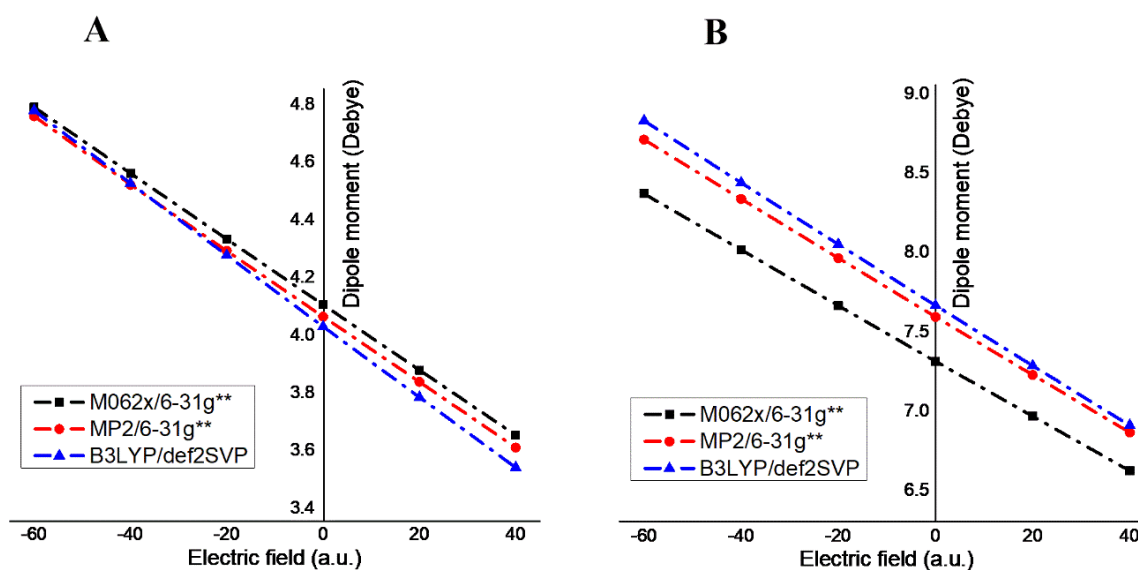 A
4.8
4.6
4.4
4.2
4.0
3.8
3.6
3.4
Dipole moment (Debye)
M062x/6-31g**
MP2/6-31g**
B3LYP/def2SVP
-60 -40 -20 0 20 40
Electric field (a.u.)
B
9.0
8.5
8.0
7.5
7.0
6.5
Dipole moment (Debye)
M062x/6-31g**
MP2/6-31g**
B3LYP/def2SVP
-60 -40 -20 0 20 40
Electric field (a.u.)